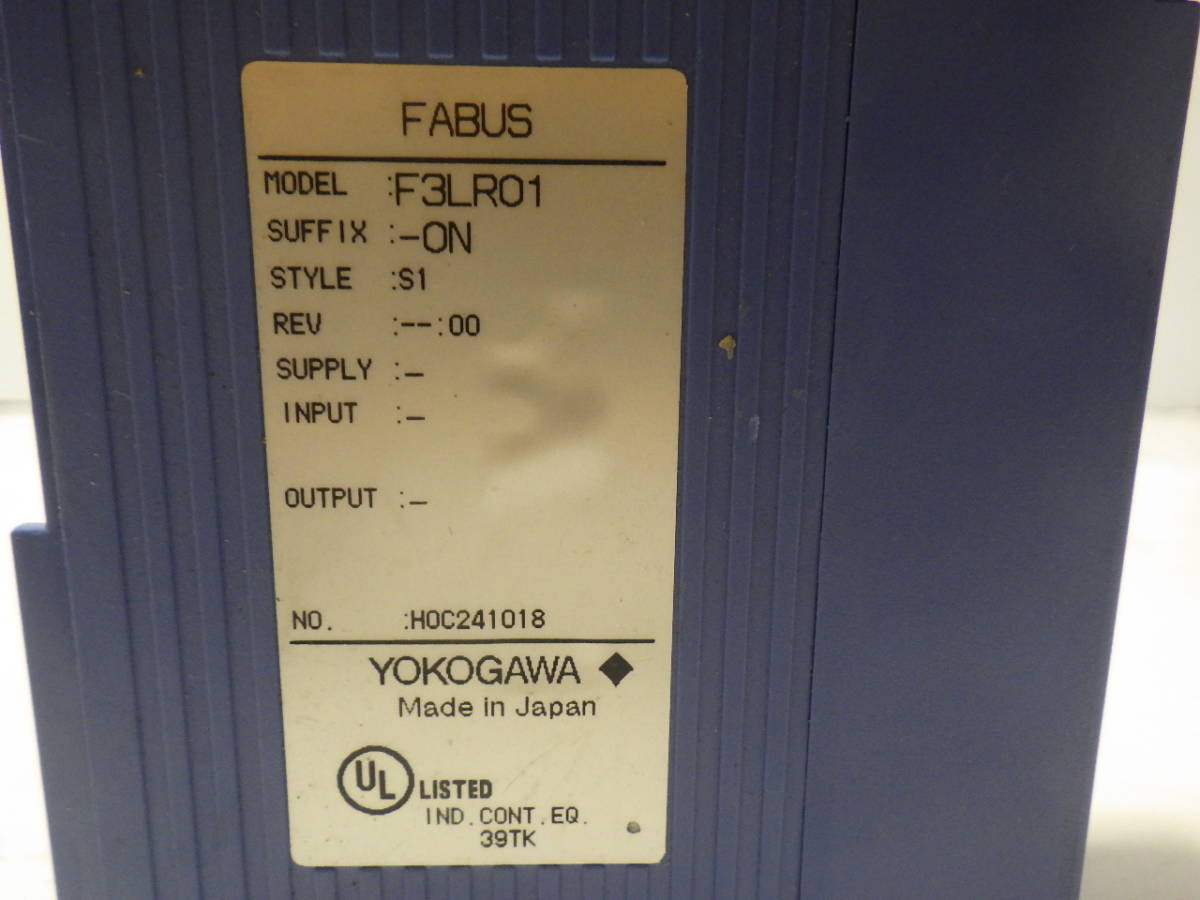 FABUS
MODEL :F3LR01
SUFFIX :-0N
STYLE :S1
REV :--:00
SUPPLY :-
INPUT :-
OUTPUT :-
NO. :H0C241018
YOKOGAWA ◆
Made in Japan
UL LISTED
IND.CONT.EQ.
39TK